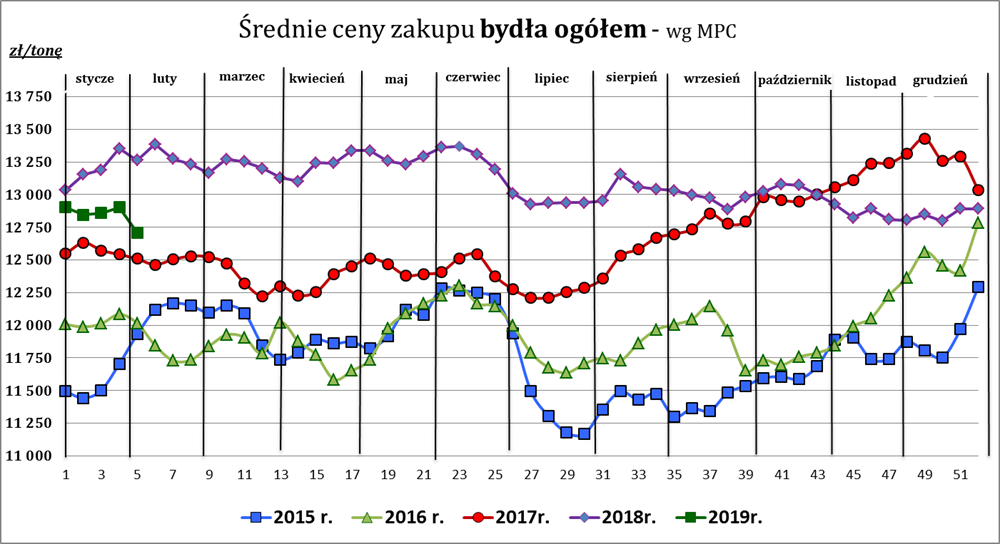 Średnie ceny zakupu bydła ogółem - wg MPC
zł/tonę
stycze luty marzec kwiecień maj czerwiec lipiec sierpień wrzesień październik listopad grudzień
13 750
13 500
13 250
13 000
12 750
12 500
12 250
12 000
11 750
11 500
11 250
11 000
1 3 5 7 9 11 13 15 17 19 21 23 25 27 29 31 33 35 37 39 41 43 45 47 49 51
2015 r. 2016 r. 2017r. 2018r. 2019r.